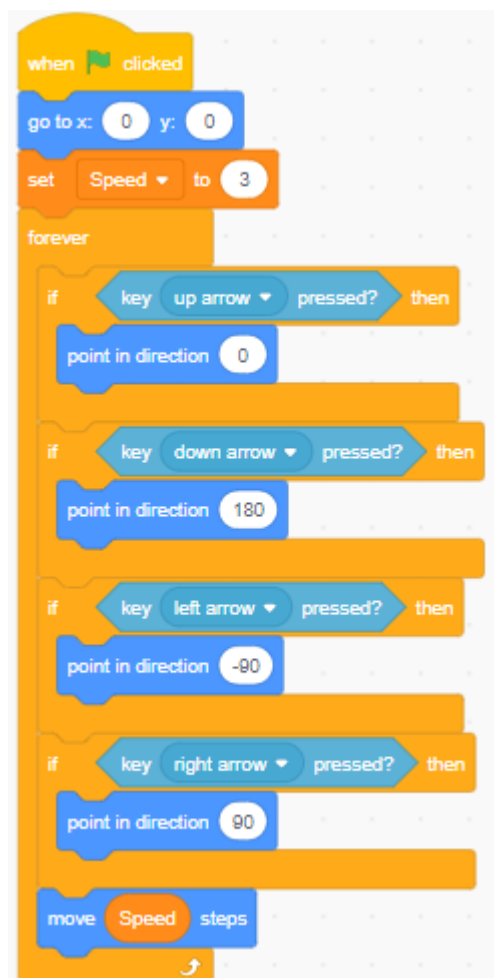 when clicked
go to x: 0 y: 0
set Speed to 3
forever
if key up arrow pressed? then
point in direction 0
if key down arrow pressed? then
point in direction 180
if key left arrow pressed? then
point in direction -90
if key right arrow pressed? then
point in direction 90
move Speed steps